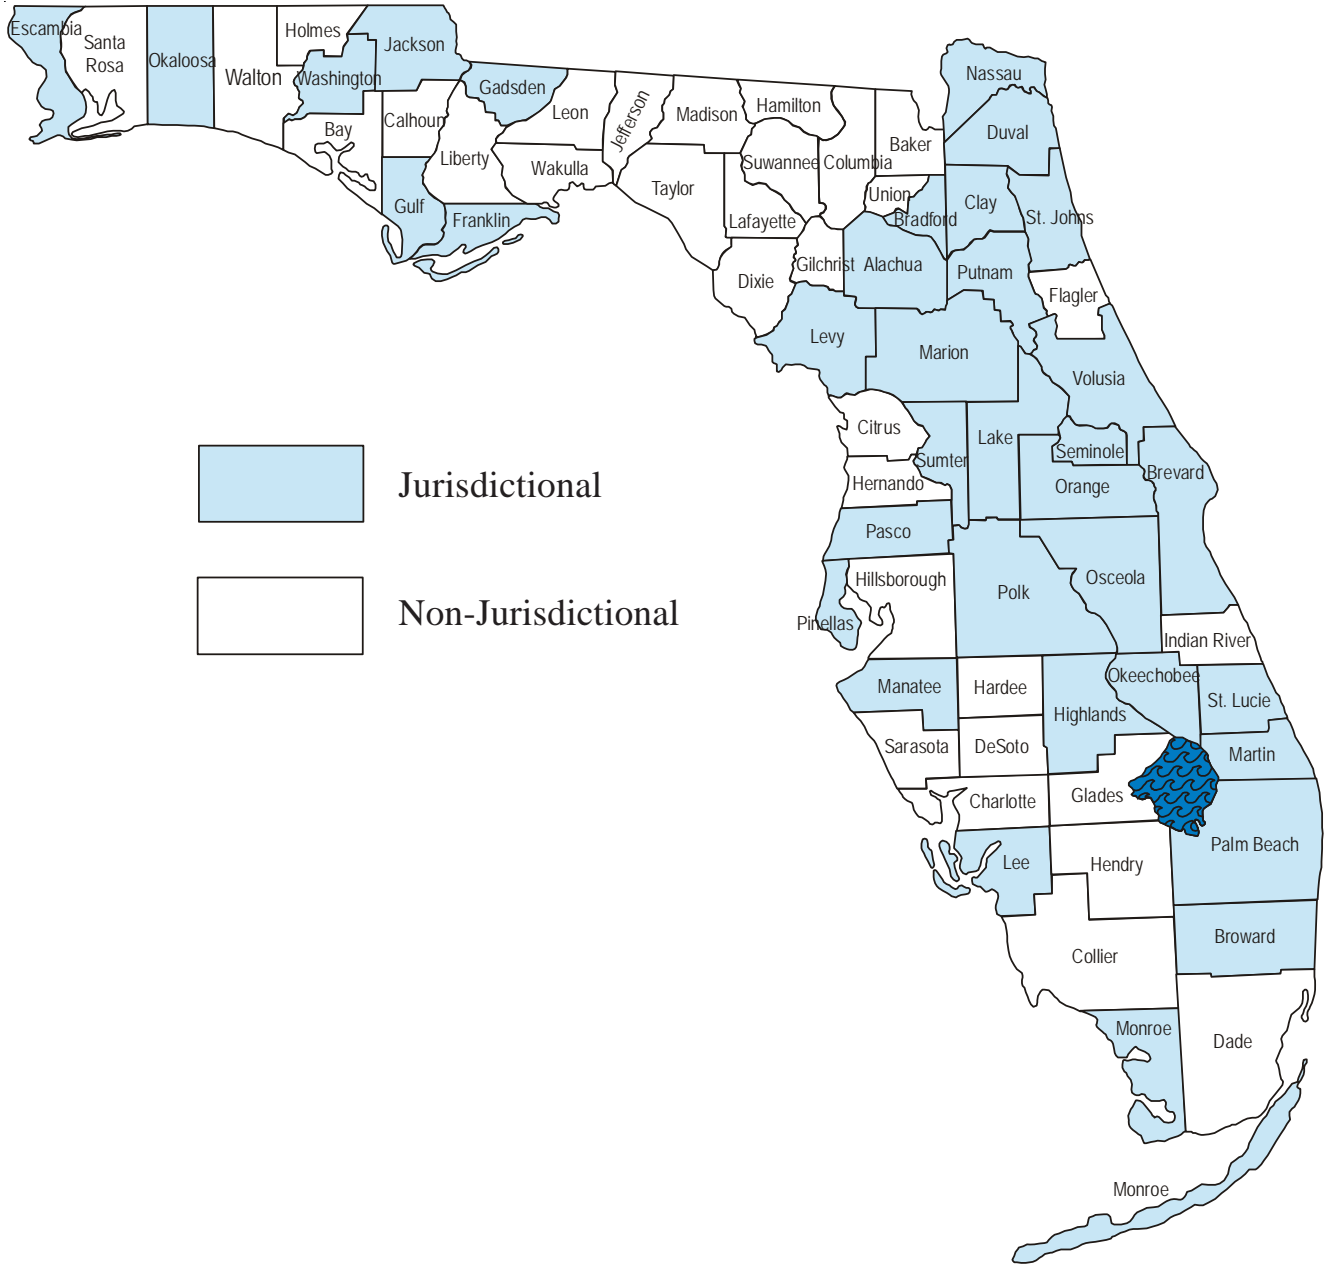 Escambia
Santa
Rosa
Okaloosa
Walton
Holmes
Washington
Jackson
Bay
Calhoun
Gulf
Liberty
Gadsden
Franklin
Leon
Wakulla
Jefferson
Madison
Taylor
Hamilton
Suwannee
Lafayette
Dixie
Columbia
Gilchrist
Baker
Union
Bradford
Alachua
Nassau
Duval
Clay
St. Johns
Putnam
Flagler
Levy
Marion
Volusia
Citrus
Sumter
Lake
Seminole
Orange
Brevard
Hernando
Pasco
Jurisdictional
Non-Jurisdictional
Hillsborough
Pinellas
Polk
Osceola
Indian River
Manatee
Hardee
Highlands
Okeechobee
St. Lucie
Sarasota
DeSoto
Martin
Charlotte
Glades
Lee
Hendry
Palm Beach
Collier
Broward
Monroe
Dade
Monroe